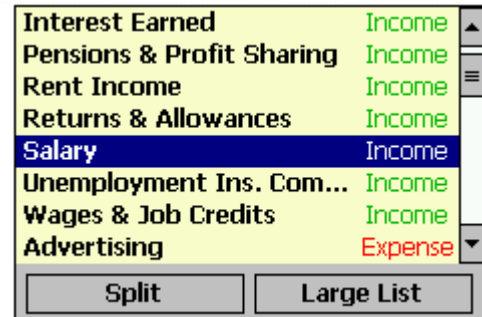 Interest Earned Income
Pensions & Profit Sharing Income
Rent Income Income
Returns & Allowances Income
Salary Income
Unemployment Ins. Com... Income
Wages & Job Credits Income
Advertising Expense
Split Large List